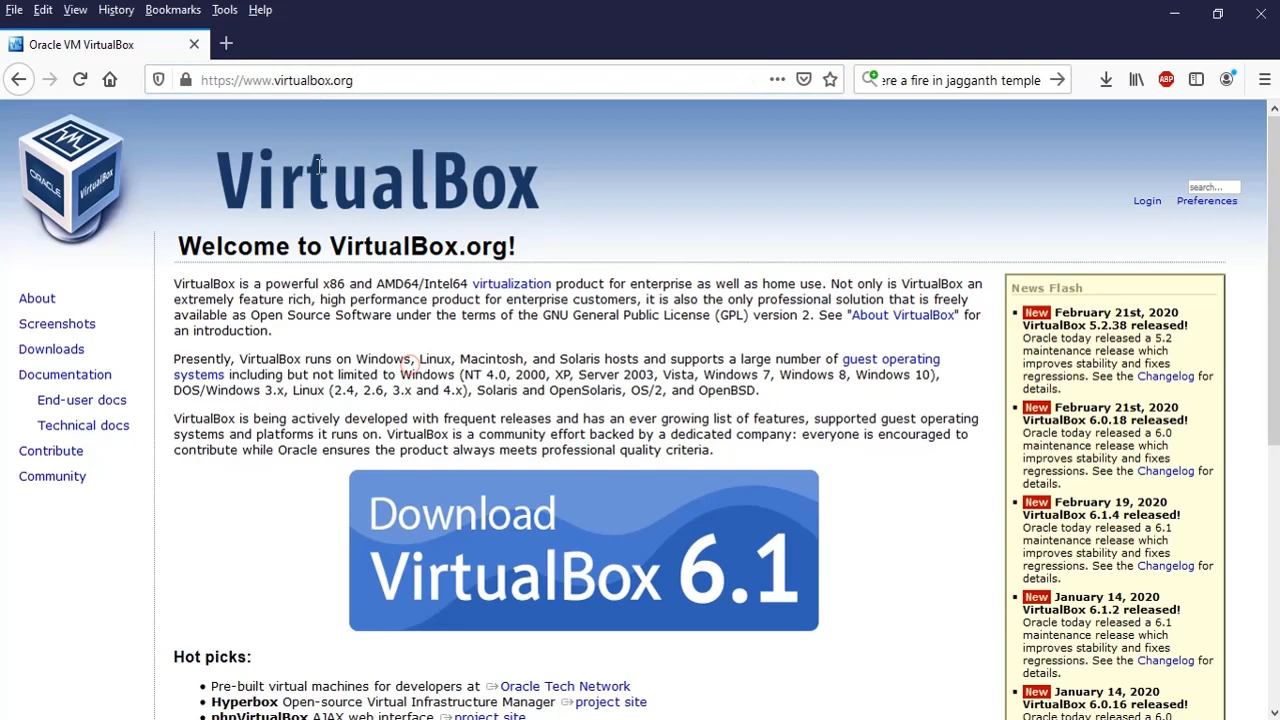 File Edit View History Bookmarks Tools Help
Oracle VM VirtualBox
https://www.virtualbox.org
ere a fire in jagganth temple
ABP
VM
ORACLE
VirtualBox
VirtualBox
search...
Login Preferences
Welcome to VirtualBox.org!
About
Screenshots
Downloads
Documentation
End-user docs
Technical docs
Contribute
Community
VirtualBox is a powerful x86 and AMD64/Intel64 virtualization product for enterprise as well as home use. Not only is VirtualBox an
extremely feature rich, high performance product for enterprise customers, it is also the only professional solution that is freely
available as Open Source Software under the terms of the GNU General Public License (GPL) version 2. See "About VirtualBox" for
an introduction.
Presently, VirtualBox runs on Windows, Linux, Macintosh, and Solaris hosts and supports a large number of guest operating
systems including but not limited to Windows (NT 4.0, 2000, XP, Server 2003, Vista, Windows 7, Windows 8, Windows 10),
DOS/Windows 3.x, Linux (2.4, 2.6, 3.x and 4.x), Solaris and OpenSolaris, OS/2, and OpenBSD.
VirtualBox is being actively developed with frequent releases and has an ever growing list of features, supported guest operating
systems and platforms it runs on. VirtualBox is a community effort backed by a dedicated company: everyone is encouraged to
contribute while Oracle ensures the product always meets professional quality criteria.
Download
VirtualBox 6.1
Hot picks:
• Pre-built virtual machines for developers at Oracle Tech Network
• Hyperbox Open-source Virtual Infrastructure Manager project site
• phpVirtualBox AJAX web interface project site
News Flash
New February 21st, 2020
VirtualBox 5.2.38 released!
Oracle today released a 5.2
maintenance release which
improves stability and fixes
regressions. See the Changelog for
details.
New February 21st, 2020
VirtualBox 6.0.18 released!
Oracle today released a 6.0
maintenance release which
improves stability and fixes
regressions. See the Changelog for
details.
New February 19, 2020
VirtualBox 6.1.4 released!
Oracle today released a 6.1
maintenance release which
improves stability and fixes
regressions. See the Changelog for
details.
New January 14, 2020
VirtualBox 6.1.2 released!
Oracle today released a 6.1
maintenance release which
improves stability and fixes
regressions. See the Changelog for
details.
New January 14, 2020
VirtualBox 6.0.16 released!